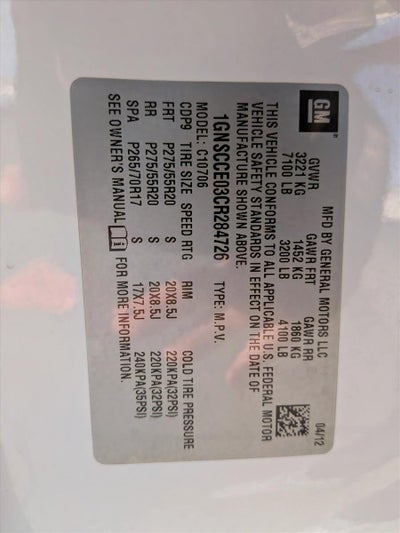 GM
MFD BY GENERAL MOTORS LLC
04/12
GVWR GAWR FRT GAWR RR
3221 KG 1452 KG 1860 KG
7100 LB 3200 LB 4100 LB
THIS VEHICLE CONFORMS TO ALL APPLICABLE U.S. FEDERAL MOTOR
VEHICLE SAFETY STANDARDS IN EFFECT ON THE DATE OF
MANUFACTURE SHOWN ABOVE.
1GNSCCE03CR284726 TYPE: M.P.V.
MODEL: C10706
CDP9 TIRE SIZE SPEED RTG RIM COLD TIRE PRESSURE
FRT P275/55R20 S 20X8.5J 220KPA(32PSI)
RR P275/55R20 S 20X8.5J 220KPA(32PSI)
SPA P265/70R17 S 17X7.5J 240KPA(35PSI)
SEE OWNER'S MANUAL FOR MORE INFORMATION.